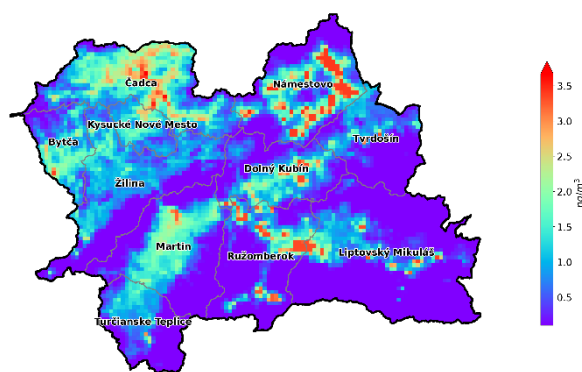 Čadca
Námestovo
Kysucké Nové Mesto
Tvrdošín
Bytča
Dolný Kubín
Žilina
Martin
Ružomberok
Liptovský Mikuláš
Turčianske Teplice
3.5
3.0
2.5
2.0
1.5
1.0
0.5
ng/m³